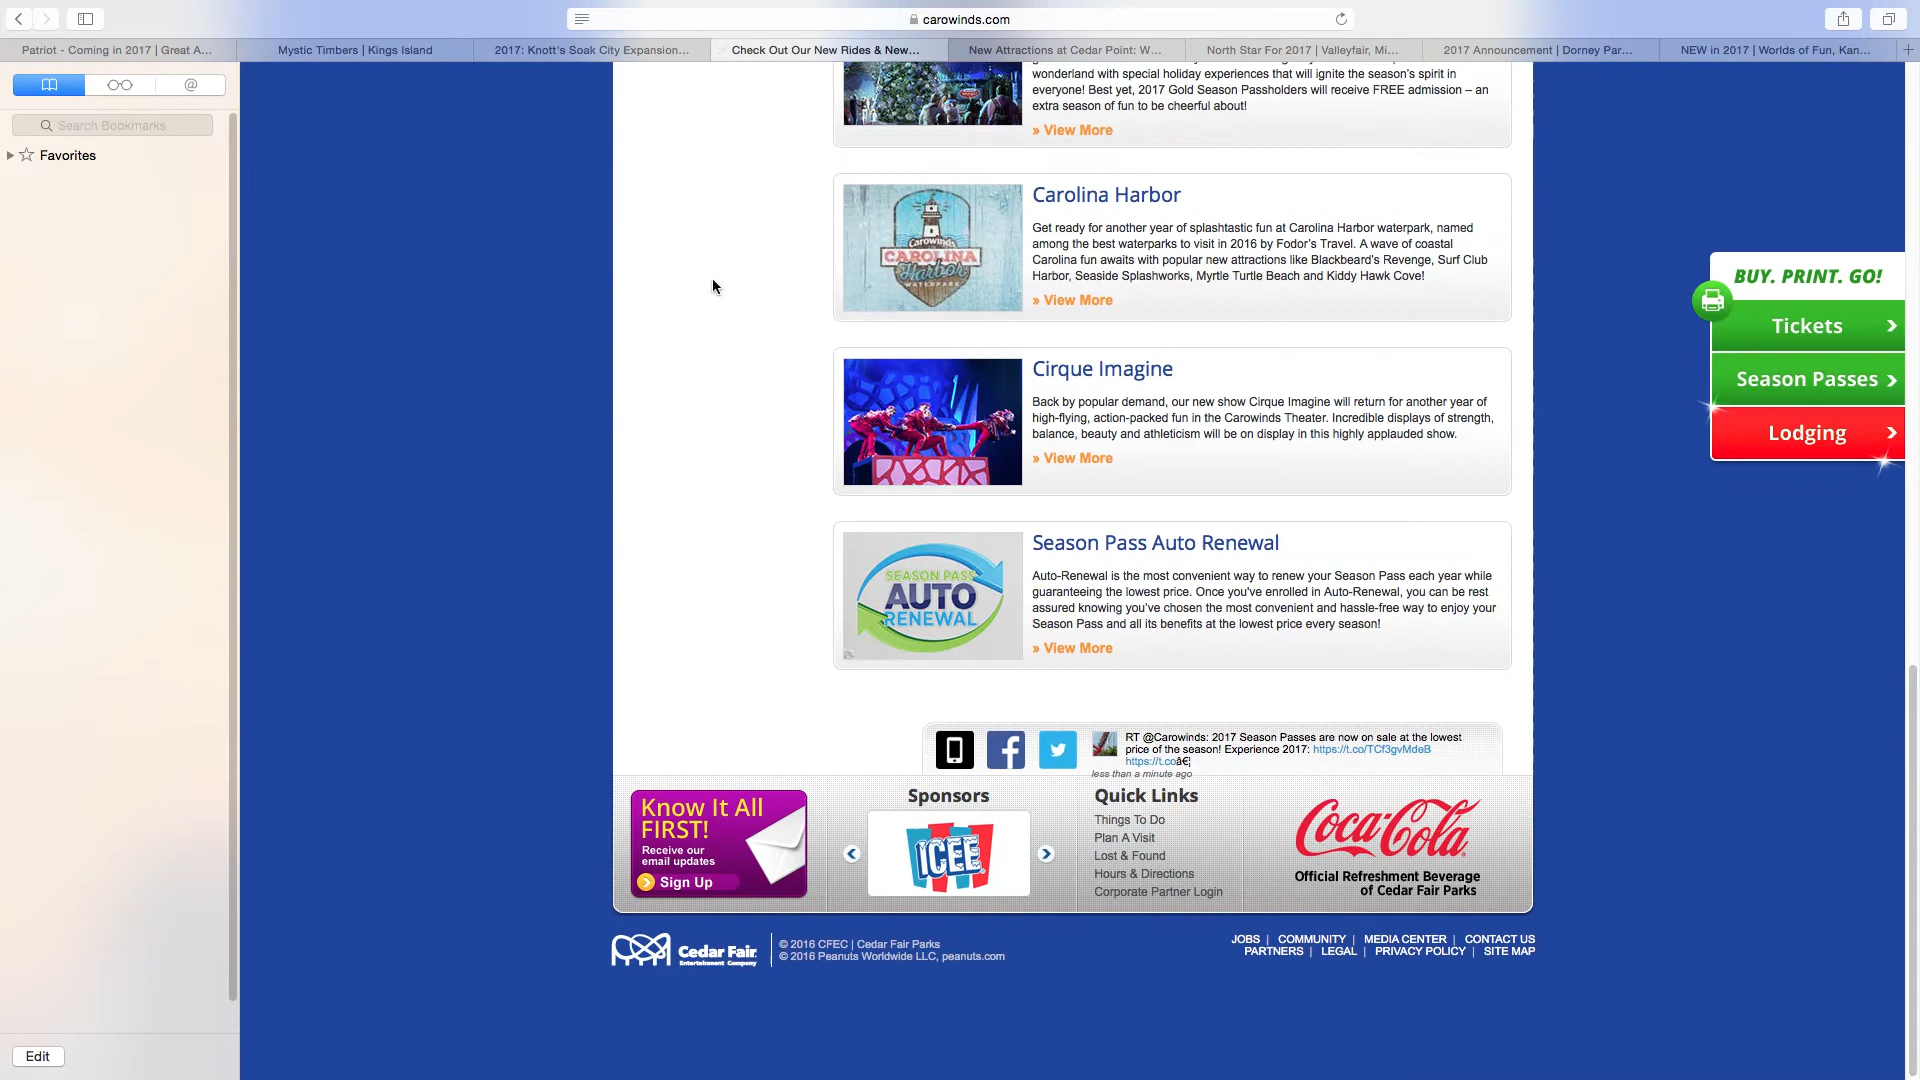 carowinds.com
Patriot - Coming in 2017 | Great A...
Mystic Timbers | Kings Island
2017: Knott's Soak City Expansion...
Check Out Our New Rides & New...
New Attractions at Cedar Point: W...
North Star For 2017 | Valleyfair, Mi...
2017 Announcement | Dorney Par...
NEW in 2017 | Worlds of Fun, Kan...
Search Bookmarks
Favorites
wonderland with special holiday experiences that will ignite the season's spirit in
everyone! Best yet, 2017 Gold Season Passholders will receive FREE admission – an
extra season of fun to be cheerful about!
» View More
Carowinds
CAROLINA
Harbor
WATERPARK
Carolina Harbor
Get ready for another year of splashtastic fun at Carolina Harbor waterpark, named
among the best waterparks to visit in 2016 by Fodor's Travel. A wave of coastal
Carolina fun awaits with popular new attractions like Blackbeard's Revenge, Surf Club
Harbor, Seaside Splashworks, Myrtle Turtle Beach and Kiddy Hawk Cove!
» View More
Cirque Imagine
Back by popular demand, our new show Cirque Imagine will return for another year of
high-flying, action-packed fun in the Carowinds Theater. Incredible displays of strength,
balance, beauty and athleticism will be on display in this highly applauded show.
» View More
SEASON PASS
AUTO
RENEWAL
Season Pass Auto Renewal
Auto-Renewal is the most convenient way to renew your Season Pass each year while
guaranteeing the lowest price. Once you've enrolled in Auto-Renewal, you can be rest
assured knowing you've chosen the most convenient and hassle-free way to enjoy your
Season Pass and all its benefits at the lowest price every season!
» View More
BUY. PRINT. GO!
Tickets
Season Passes
Lodging
RT @Carowinds: 2017 Season Passes are now on sale at the lowest
price of the season! Experience 2017: https://t.co/TCf3gvMdeB
https://t.coâ€¦
less than a minute ago
Know It All
FIRST!
Receive our
email updates
Sign Up
Sponsors
ICEE
Quick Links
Things To Do
Plan A Visit
Lost & Found
Hours & Directions
Corporate Partner Login
Coca-Cola
Official Refreshment Beverage
of Cedar Fair Parks
Cedar Fair
Entertainment Company
© 2016 CFEC | Cedar Fair Parks
© 2016 Peanuts Worldwide LLC, peanuts.com
JOBS | COMMUNITY | MEDIA CENTER | CONTACT US
PARTNERS | LEGAL | PRIVACY POLICY | SITE MAP
Edit